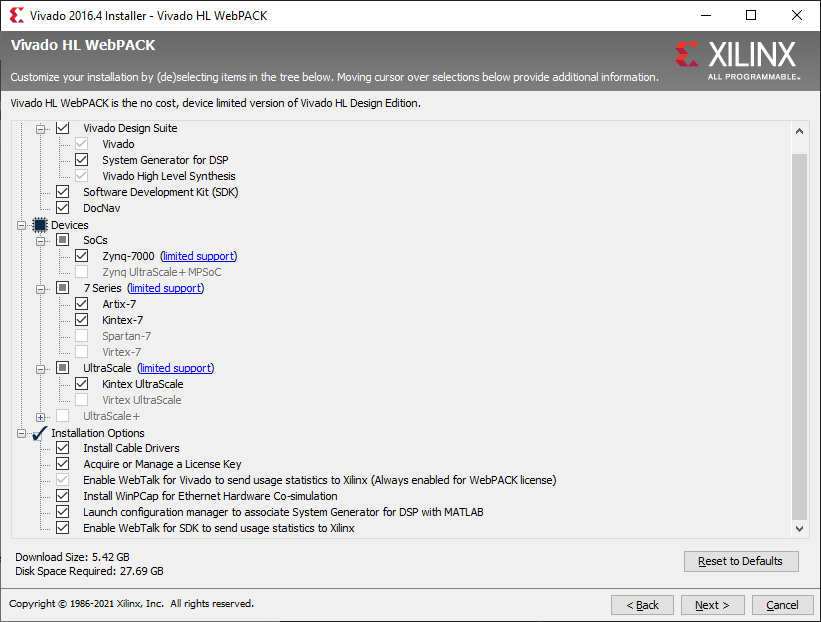 Vivado 2016.4 Installer - Vivado HL WebPACK
Vivado HL WebPACK
XILINX
ALL PROGRAMMABLE™
Customize your installation by (de)selecting items in the tree below. Moving cursor over selections below provide additional information.
Vivado HL WebPACK is the no cost, device limited version of Vivado HL Design Edition.
Vivado Design Suite
Vivado
System Generator for DSP
Vivado High Level Synthesis
Software Development Kit (SDK)
DocNav
Devices
SoCs
Zynq-7000 (limited support)
Zynq UltraScale+ MPSoC
7 Series (limited support)
Artix-7
Kintex-7
Spartan-7
Virtex-7
UltraScale (limited support)
Kintex UltraScale
Virtex UltraScale
UltraScale+
Installation Options
Install Cable Drivers
Acquire or Manage a License Key
Enable WebTalk for Vivado to send usage statistics to Xilinx (Always enabled for WebPACK license)
Install WinPCap for Ethernet Hardware Co-simulation
Launch configuration manager to associate System Generator for DSP with MATLAB
Enable WebTalk for SDK to send usage statistics to Xilinx
Download Size: 5.42 GB
Disk Space Required: 27.69 GB
Reset to Defaults
Copyright © 1986-2021 Xilinx, Inc. All rights reserved.
< Back
Next >
Cancel